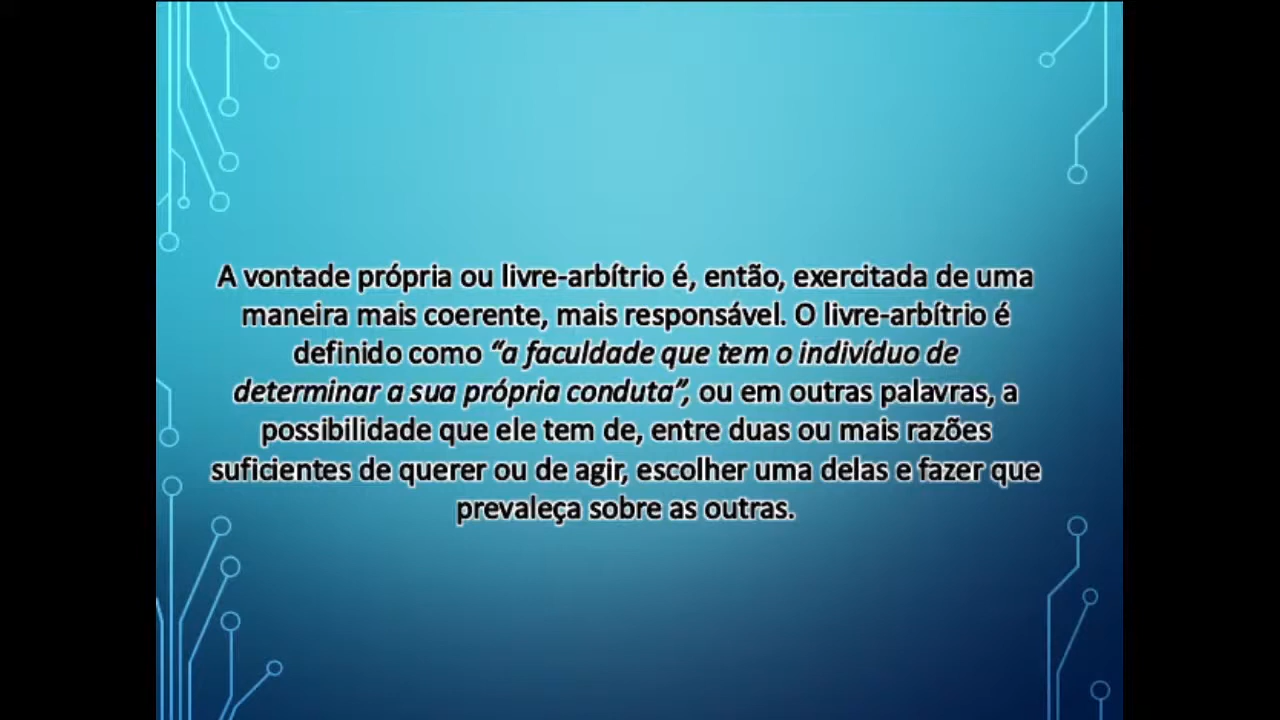 A vontade própria ou livre-arbítrio é, então, exercitada de uma
maneira mais coerente, mais responsável. O livre-arbítrio é
definido como “a faculdade que tem o indivíduo de
determinar a sua própria conduta”, ou em outras palavras, a
possibilidade que ele tem de, entre duas ou mais razões
suficientes de querer ou de agir, escolher uma delas e fazer que
prevaleça sobre as outras.